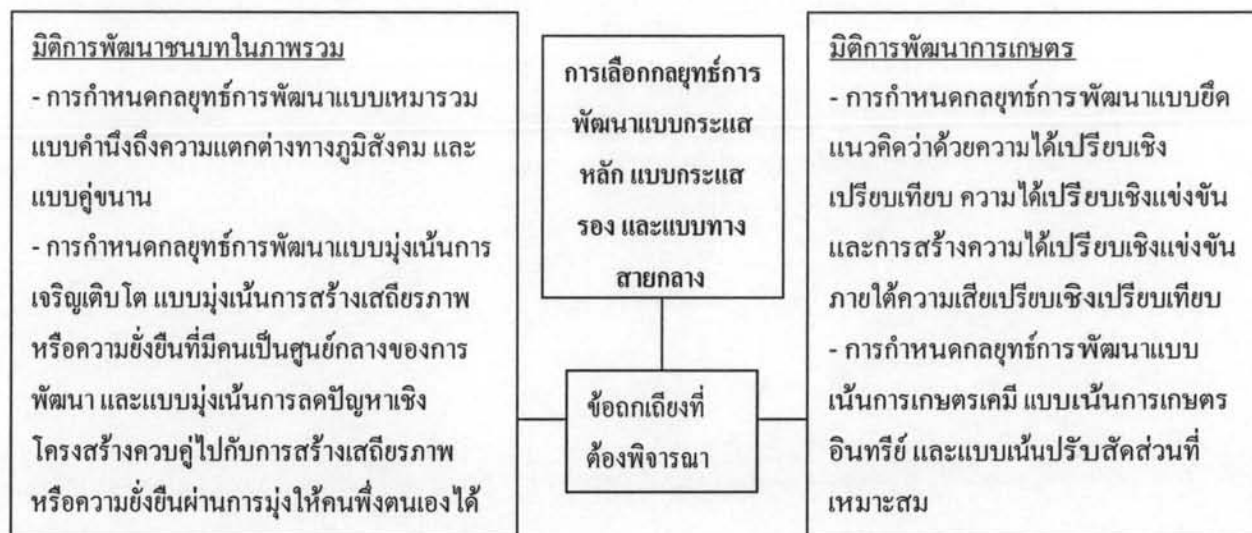 มิติการพัฒนาชนบทในภาพรวม
- การกำหนดกลยุทธ์การพัฒนาแบบเหมารวม
แบบคำนึงถึงความแตกต่างทางภูมิสังคม และ
แบบคู่ขนาน
- การกำหนดกลยุทธ์การพัฒนาแบบมุ่งเน้นการ
เจริญเติบโต แบบมุ่งเน้นการสร้างเสถียรภาพ
หรือความยั่งยืนที่มีคนเป็นศูนย์กลางของการ
พัฒนา และแบบมุ่งเน้นการลดปัญหาเชิง
โครงสร้างควบคู่ไปกับการสร้างเสถียรภาพ
หรือความยั่งยืนผ่านการมุ่งให้คนพึ่งตนเองได้
การเลือกกลยุทธ์การ
พัฒนาแบบกระแส
หลัก แบบกระแส
รอง และแบบทาง
สายกลาง
ข้อถกเถียงที่
ต้องพิจารณา
มิติการพัฒนาการเกษตร
- การกำหนดกลยุทธ์การพัฒนาแบบยึด
แนวคิดว่าด้วยความได้เปรียบเชิง
เปรียบเทียบ ความได้เปรียบเชิงแข่งขัน
และการสร้างความได้เปรียบเชิงแข่งขัน
ภายใต้ความเสียเปรียบเชิงเปรียบเทียบ
- การกำหนดกลยุทธ์การพัฒนาแบบ
เน้นการเกษตรเคมี แบบเน้นการเกษตร
อินทรีย์ และแบบเน้นปรับสัดส่วนที่
เหมาะสม